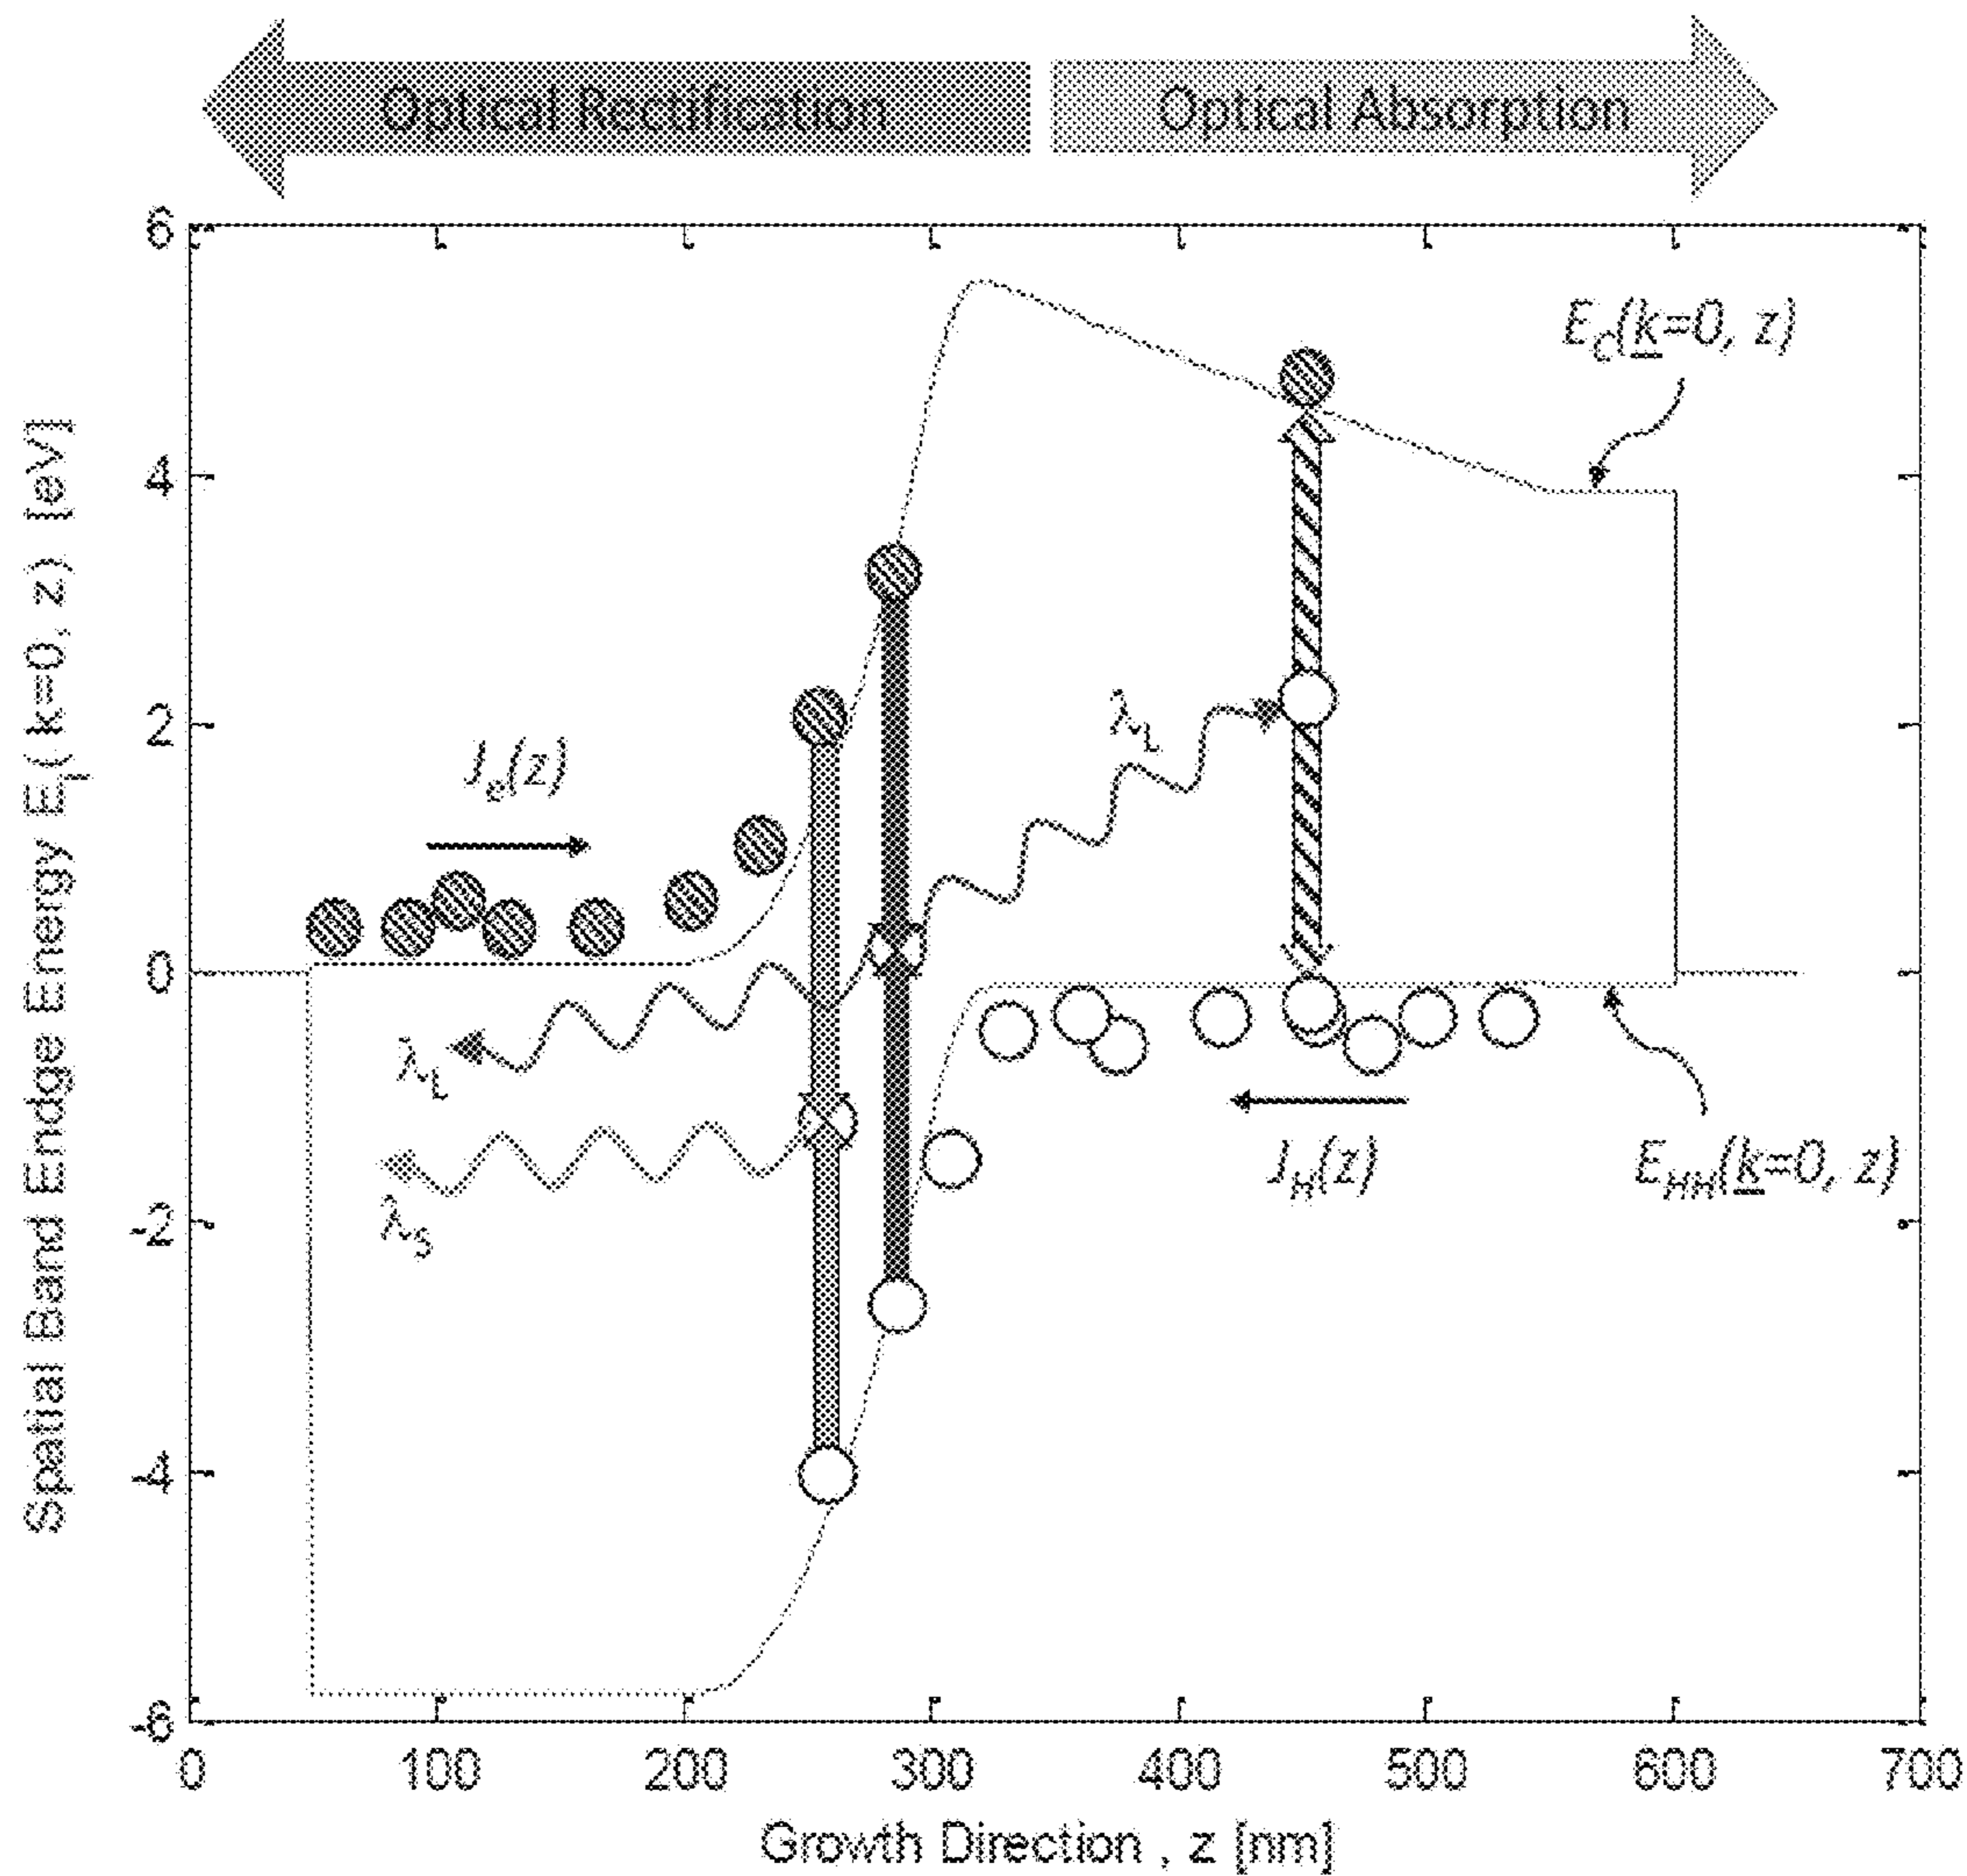 Optical Rectification
Optical Absorption
Spatial Band Endge Energy E_i(k=0, z) [eV]
6
4
2
0
-2
-4
-6
E_C(k=0, z)
J_e(z)
λ_L
λ_L
λ_S
J_H(z)
E_HH(k=0, z)
0
100
200
300
400
500
600
700
Growth Direction , z [nm]